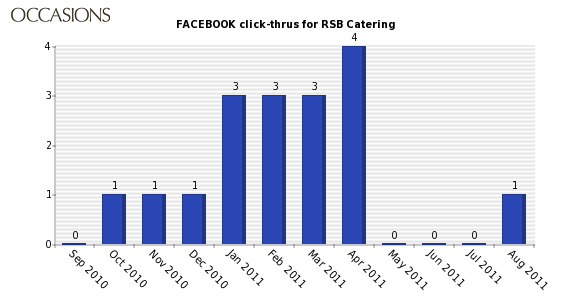 OCCASIONS
FACEBOOK click-thrus for RSB Catering
4
3
2
1
0
0
1
1
1
3
3
3
4
0
0
0
1
Sep 2010
Oct 2010
Nov 2010
Dec 2010
Jan 2011
Feb 2011
Mar 2011
Apr 2011
May 2011
Jun 2011
Jul 2011
Aug 2011